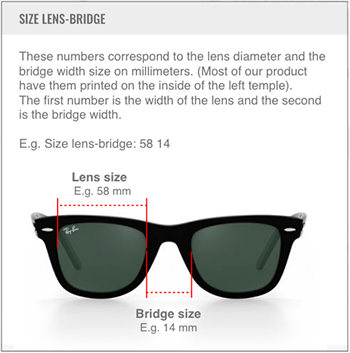 SIZE LENS-BRIDGE
These numbers correspond to the lens diameter and the
bridge width size on millimeters. (Most of our product
have them printed on the inside of the left temple).
The first number is the width of the lens and the second
is the bridge width.
E.g. Size lens-bridge: 58 14
Lens size
E.g. 58 mm
Ray-Ban
Bridge size
E.g. 14 mm